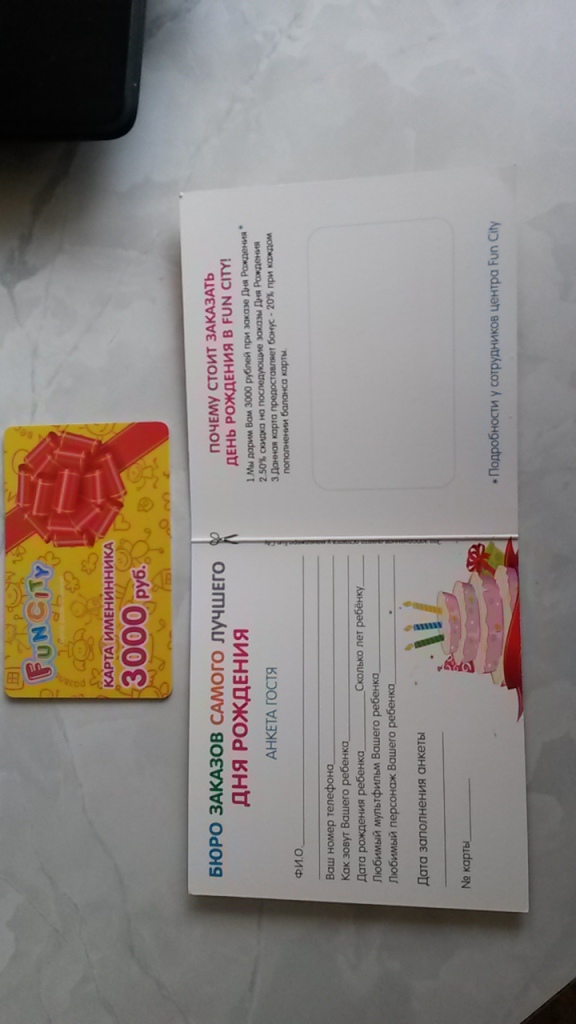 FUN CITY
КАРТА ИМЕНИННИКА
3000 руб.
БЮРО ЗАКАЗОВ САМОГО ЛУЧШЕГО
ДНЯ РОЖДЕНИЯ
АНКЕТА ГОСТЯ
Ф.И.О.
Ваш номер телефона
Как зовут Вашего ребенка
Дата рождения ребенка Сколько лет ребёнку
Любимый мультфильм Вашего ребенка
Любимый персонаж Вашего ребенка
Дата заполнения анкеты
№ карты
ПОЧЕМУ СТОИТ ЗАКАЗАТЬ
ДЕНЬ РОЖДЕНИЯ В FUN CITY!
1.Мы дарим Вам 3000 рублей при заказе Дня Рождения*
2.50% скидка на последующие заказы Дня Рождения
3.Данная карта предоставляет бонус - 20% при каждом
пополнении баланса карты.
* Подробности у сотрудников центра Fun City